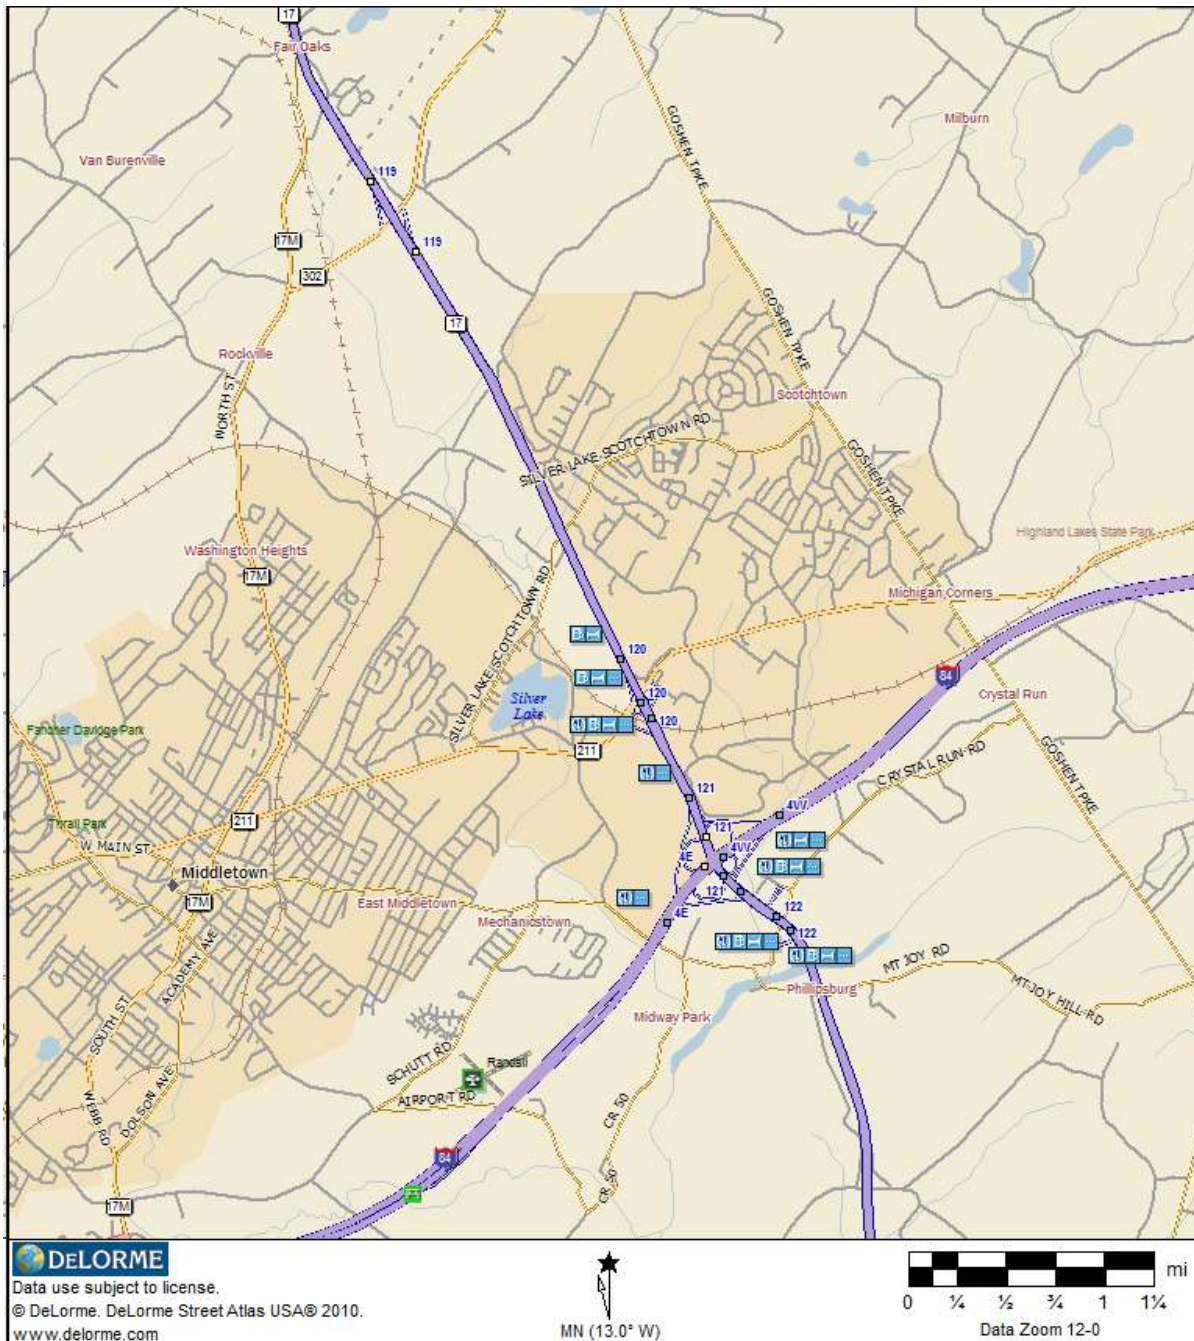 17
Fair Oaks
GOSHEN TPKE
Milburn
Van Burenville
119
17M
119
302
GOSHEN TPKE
17
Rockville
NORTH ST
Scotchtown
SILVER LAKE SCOTCHTOWN RD
GOSHEN TPKE
Highland Lakes State Park
Washington Heights
17M
Michigan Corners
SILVER LAKE SCOTCHTOWN RD
120
84
Crystal Run
Silver
Lake
120
120
Fancher Davidge Park
211
CRYSTAL RUN RD
GOSHEN TPKE
121
4W
Thrall Park
211
121
W MAIN ST
4E
4W
Middletown
121
17M
East Middletown
Mechanicstown
4E
122
122
ACADEMY AVE
MT JOY RD
Phillipsburg
MT JOY HILL RD
SOUTH ST
Midway Park
SCHUTT RD
Randall
WEBB RD
DOLSON AVE
AIRPORT RD
CR 50
84
CR 50
17M
DELORME
Data use subject to license.
© DeLorme. DeLorme Street Atlas USA® 2010.
www.delorme.com
MN (13.0° W)
mi
0 ¼ ½ ¾ 1 1¼
Data Zoom 12-0